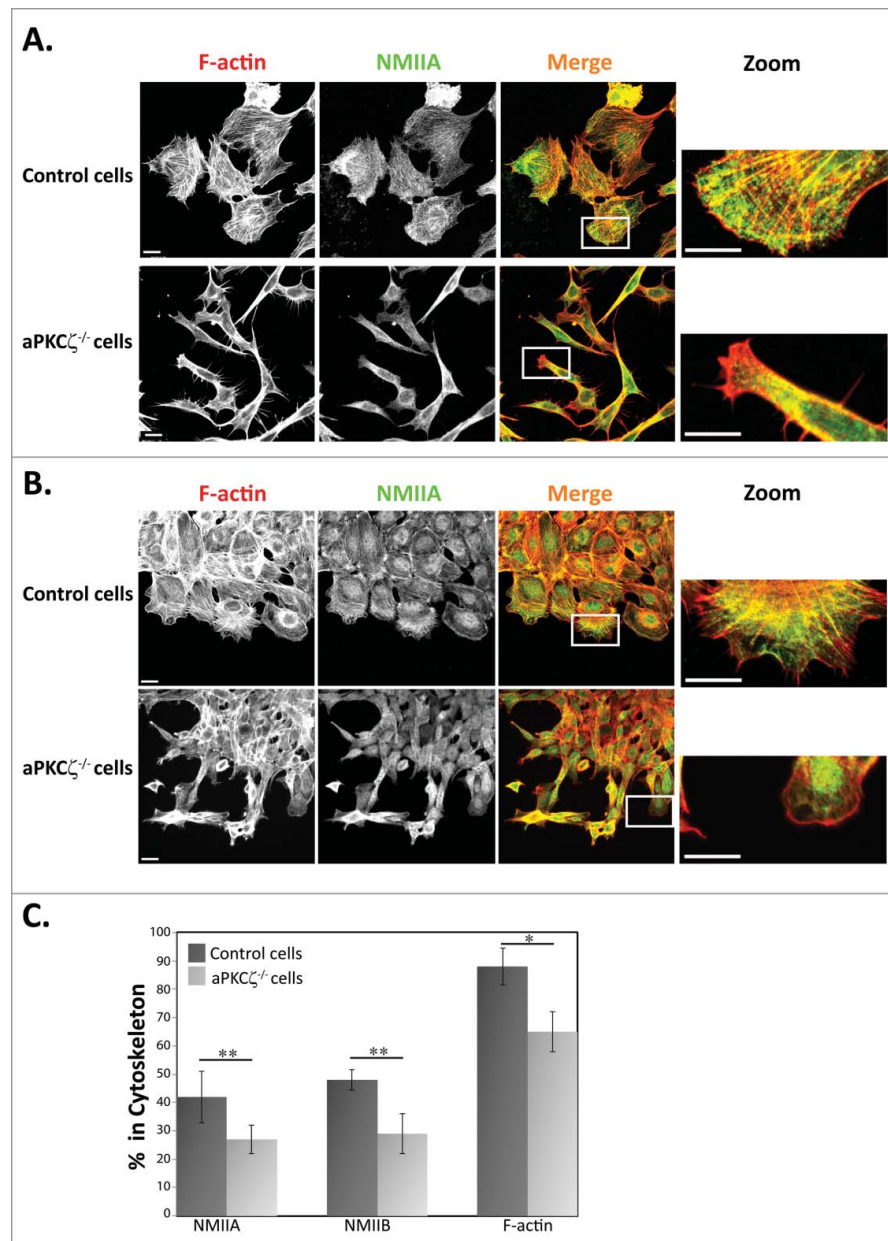 A.
F-actin NMIIA Merge Zoom
Control cells
aPKCζ-/- cells
B.
F-actin NMIIA Merge Zoom
Control cells
aPKCζ-/- cells
C.
100
90
80
70
60
50
40
30
20
10
0
% in Cytoskeleton
Control cells
aPKCζ-/- cells
**
**
*
NMIIA NMIIB F-actin